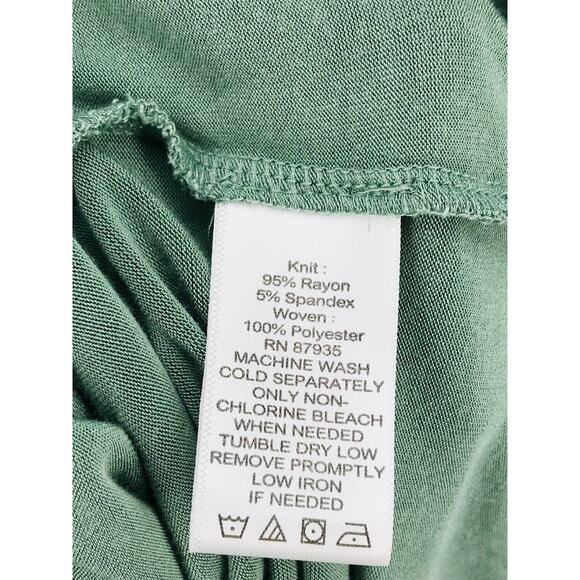 Knit :
95% Rayon
5% Spandex
Woven :
100% Polyester
RN 87935
MACHINE WASH
COLD SEPARATELY
ONLY NON-
CHLORINE BLEACH
WHEN NEEDED
TUMBLE DRY LOW
REMOVE PROMPTLY
LOW IRON
IF NEEDED